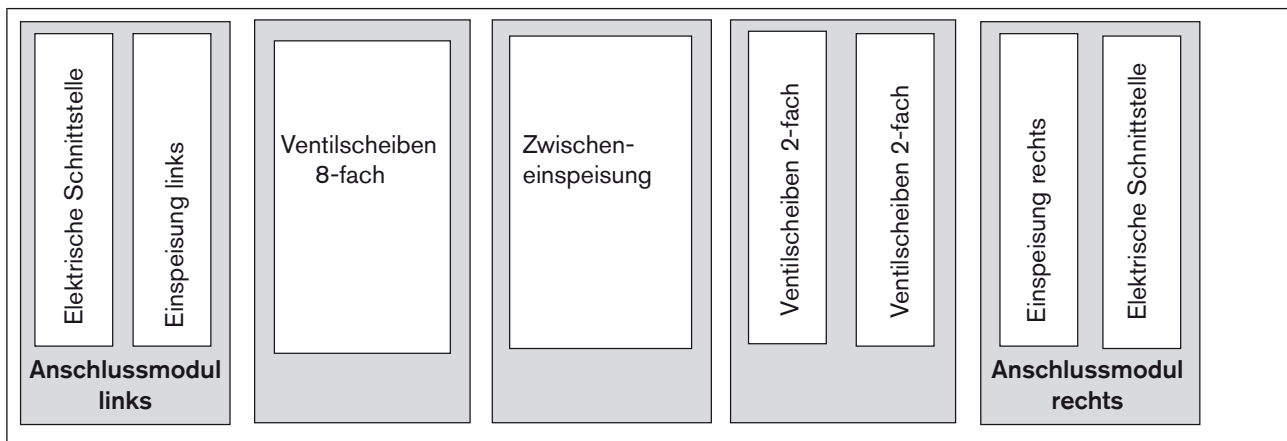 Elektrische Schnittstelle
Einspeisung links
Anschlussmodul
links
Ventilscheiben
8-fach
Zwischen-
einspeisung
Ventilscheiben 2-fach
Ventilscheiben 2-fach
Einspeisung rechts
Elektrische Schnittstelle
Anschlussmodul
rechts